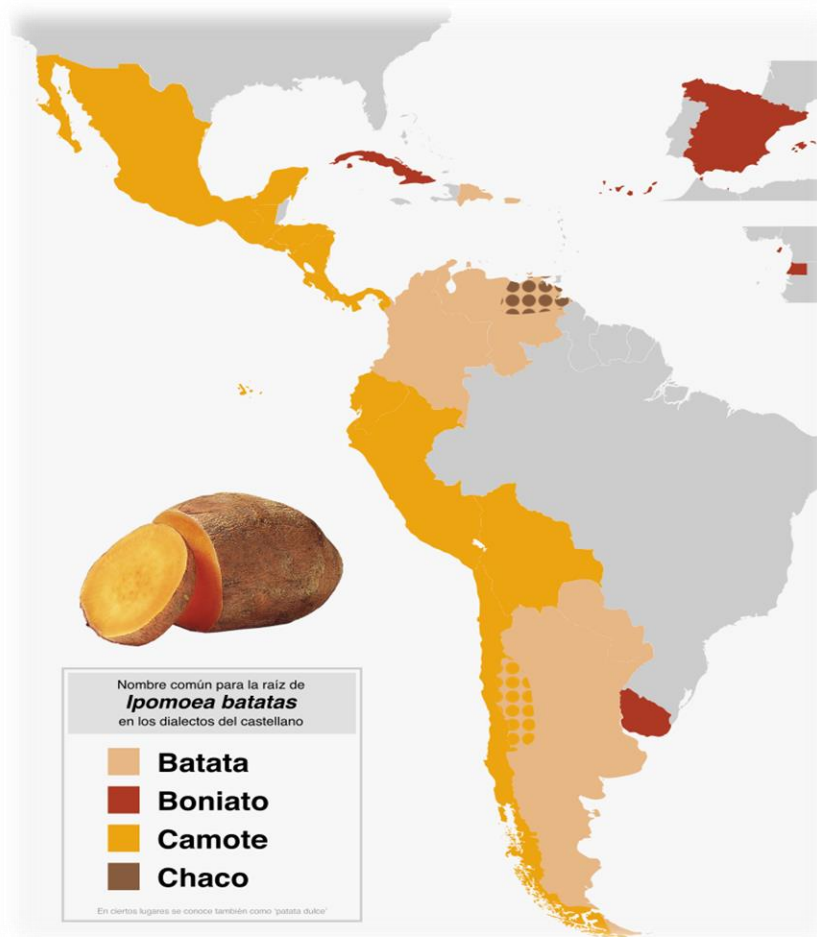 Nombre común para la raíz de
Ipomoea batatas
en los dialectos del castellano
Batata
Boniato
Camote
Chaco
En ciertos lugares se conoce también como 'patata dulce'